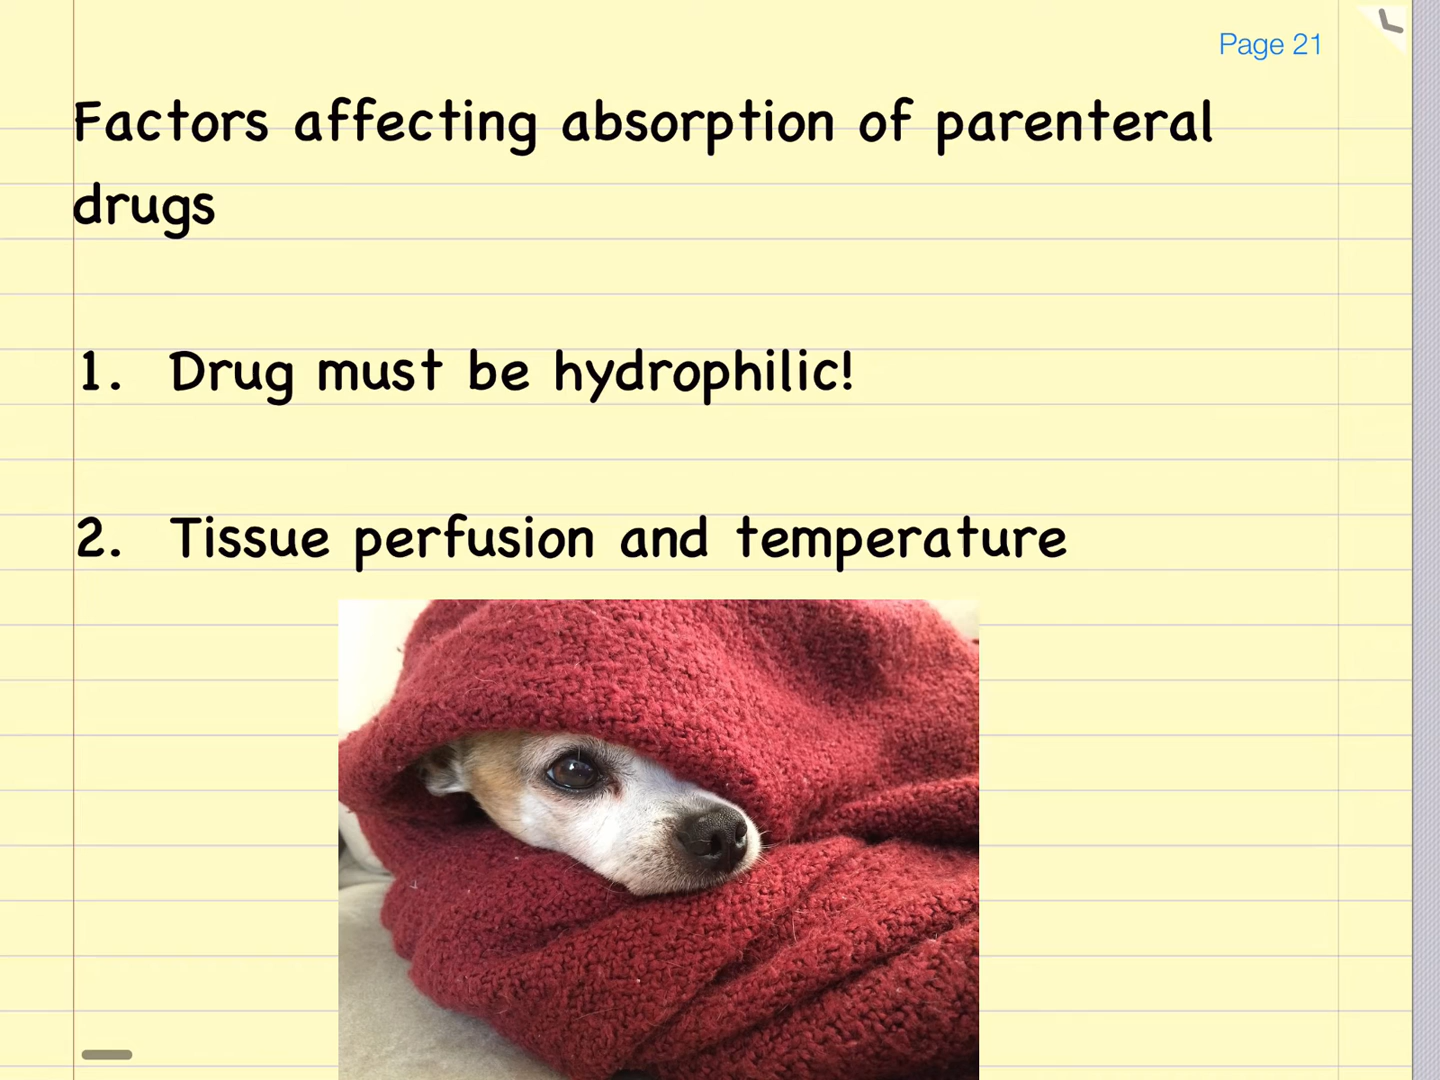 Page 21
Factors affecting absorption of parenteral
drugs
1. Drug must be hydrophilic!
2. Tissue perfusion and temperature